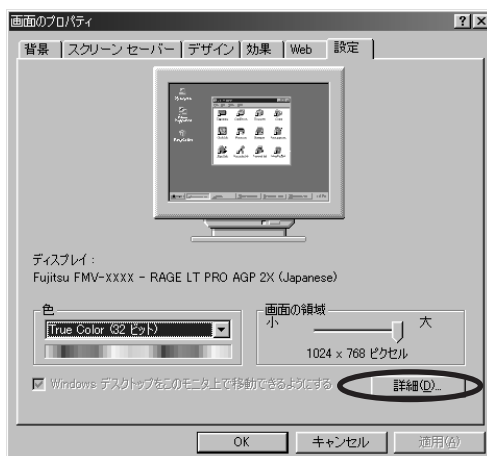 画面のプロパティ
背景 スクリーン セーバー デザイン 効果 Web 設定
ディスプレイ :
Fujitsu FMV-XXXX - RAGE LT PRO AGP 2X (Japanese)
色
True Color (32 ビット)
画面の領域
小 大
1024 x 768 ピクセル
Windows デスクトップをこのモニタ上で移動できるようにする
詳細(D)...
OK キャンセル 適用(A)